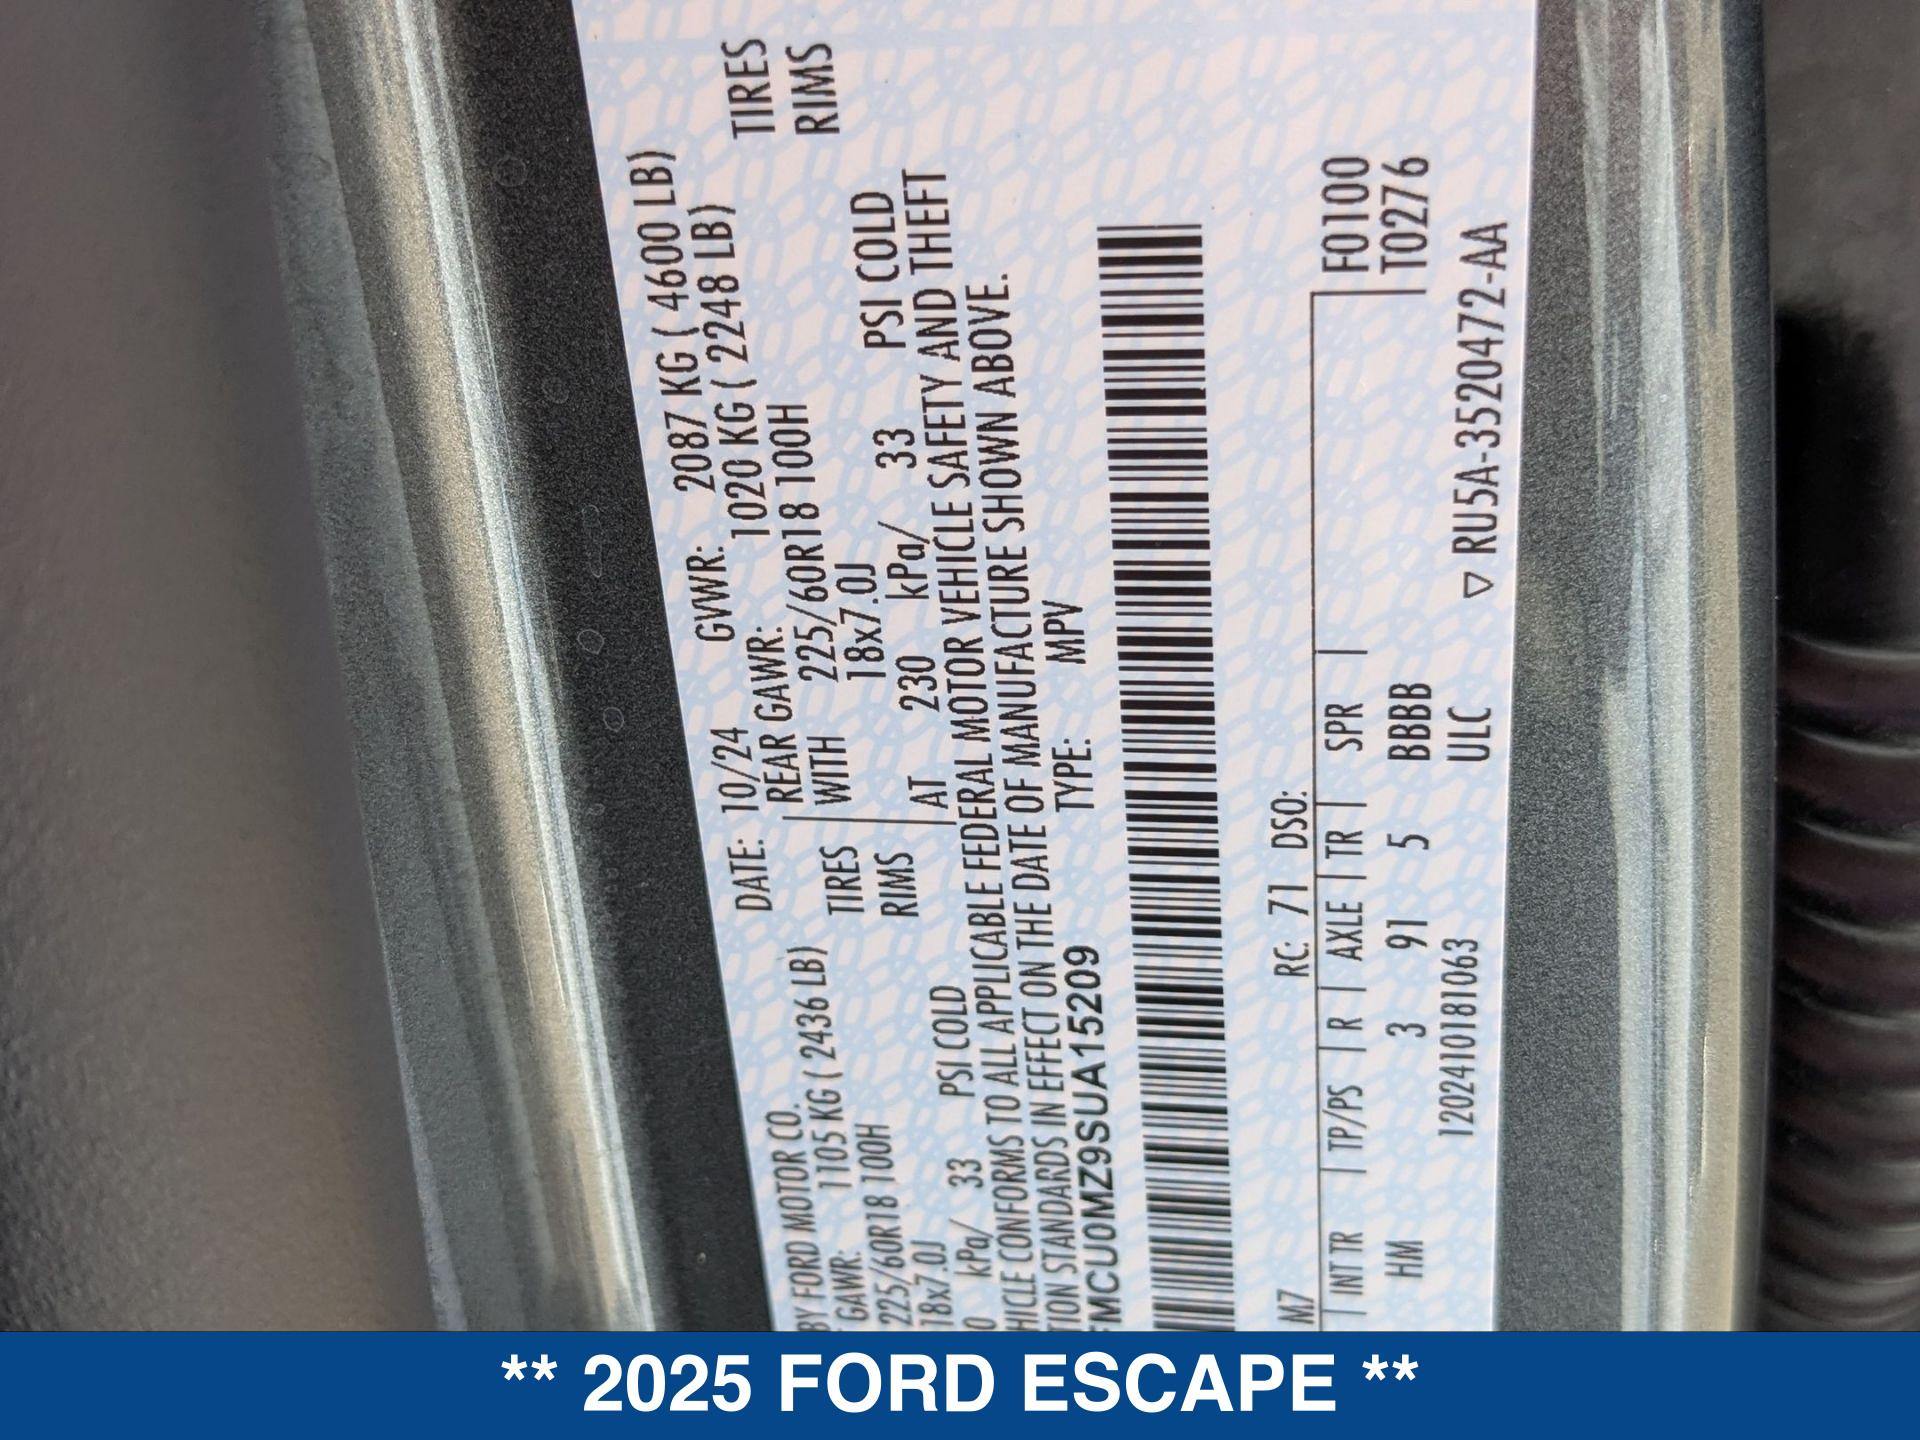 BY FORD MOTOR CO. DATE: 10/24 GVWR: 2087 KG ( 4600 LB)
GAWR: 1105 KG ( 2436 LB) REAR GAWR: 1020 KG ( 2248 LB)
225/60R18 100H TIRES WITH 225/60R18 100H TIRES
18x7.0J RIMS 18x7.0J RIMS
0 kPa/ 33 PSI COLD AT 230 kPa/ 33 PSI COLD
HICLE CONFORMS TO ALL APPLICABLE FEDERAL MOTOR VEHICLE SAFETY AND THEFT
TION STANDARDS IN EFFECT ON THE DATE OF MANUFACTURE SHOWN ABOVE.
FMCU0MZ9SUA15209 TYPE: MPV
M7 RC: 71 DSO:
INT TR TP/PS R AXLE TR SPR F0100
HM 3 91 5 BBBB T0276
1202410181063 ULC
▽ RU5A-3520472-AA
** 2025 FORD ESCAPE **